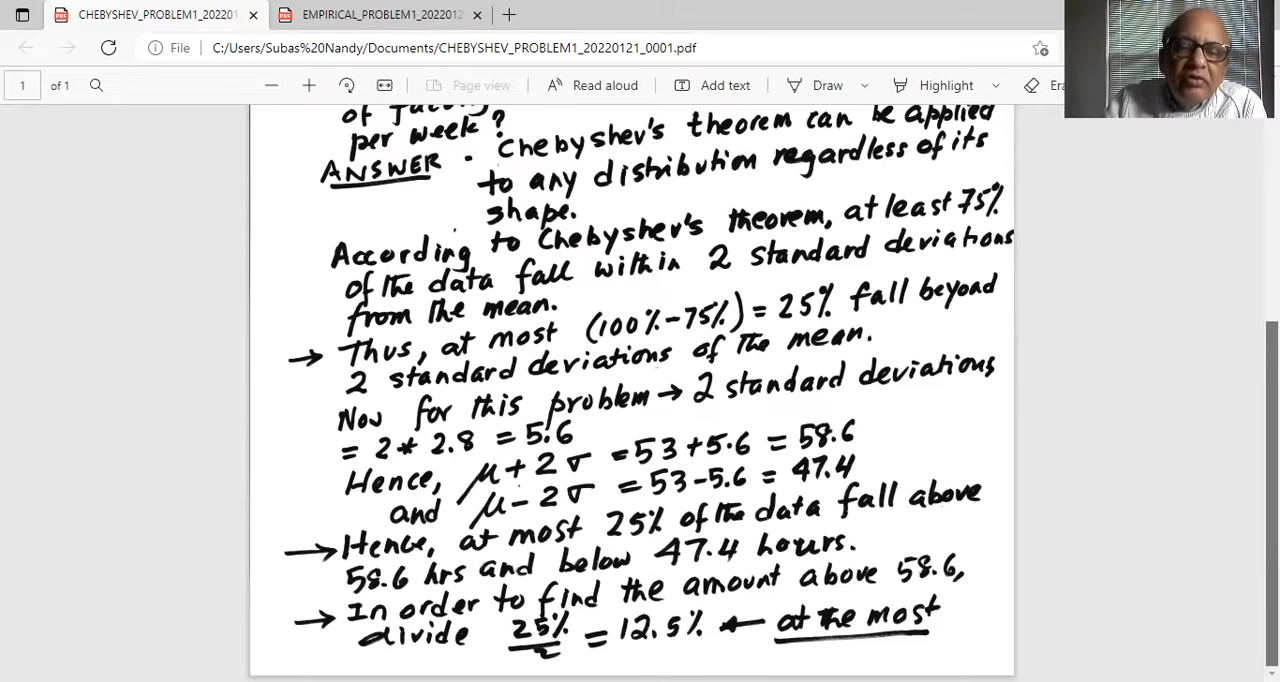 CHEBYSHEV_PROBLEM1_202201
EMPIRICAL_PROBLEM1_2022012
File C:/Users/Subas%20Nandy/Documents/CHEBYSHEV_PROBLEM1_20220121_0001.pdf
1 of 1 Page view Read aloud Add text Draw Highlight Era
of
per week?
ANSWER . Chebyshev's theorem can be applied
to any distribution regardless of its
shape.
According to Chebyshev's theorem, at least 75%
of the data fall within 2 standard deviations
from the mean.
→ Thus, at most (100%-75%) = 25% fall beyond
2 standard deviations of the mean.
Now for this problem → 2 standard deviations
= 2 * 2.8 = 5.6
Hence, μ + 2σ = 53 + 5.6 = 58.6
and μ - 2σ = 53 - 5.6 = 47.4
→ Hence, at most 25% of the data fall above
58.6 hrs and below 47.4 hours.
→ In order to find the amount above 58.6,
divide 25%/2 = 12.5% ← at the most